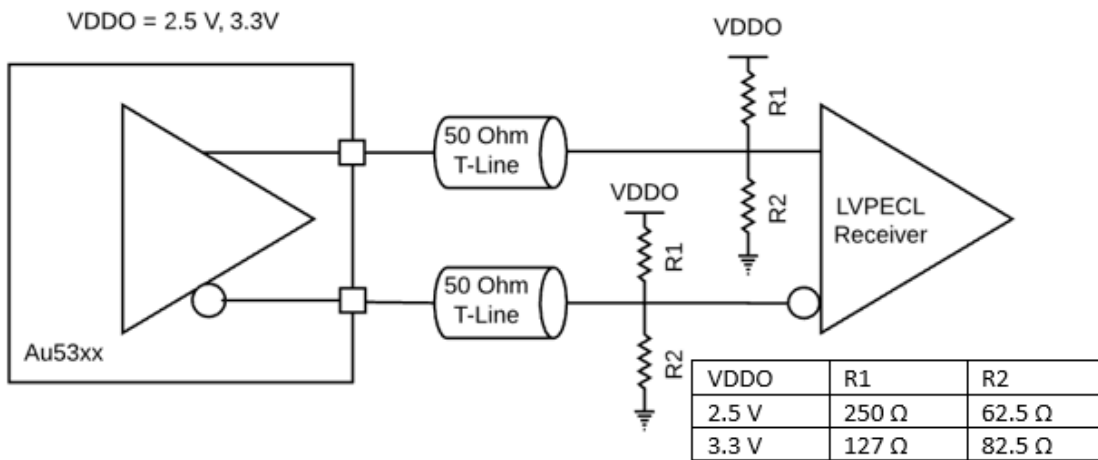 VDDO = 2.5 V, 3.3V
VDDO
R1
R2
50 Ohm
T-Line
LVPECL
Receiver
VDDO
R1
R2
50 Ohm
T-Line
Au53xx
VDDO R1 R2
2.5 V 250 Ω 62.5 Ω
3.3 V 127 Ω 82.5 Ω